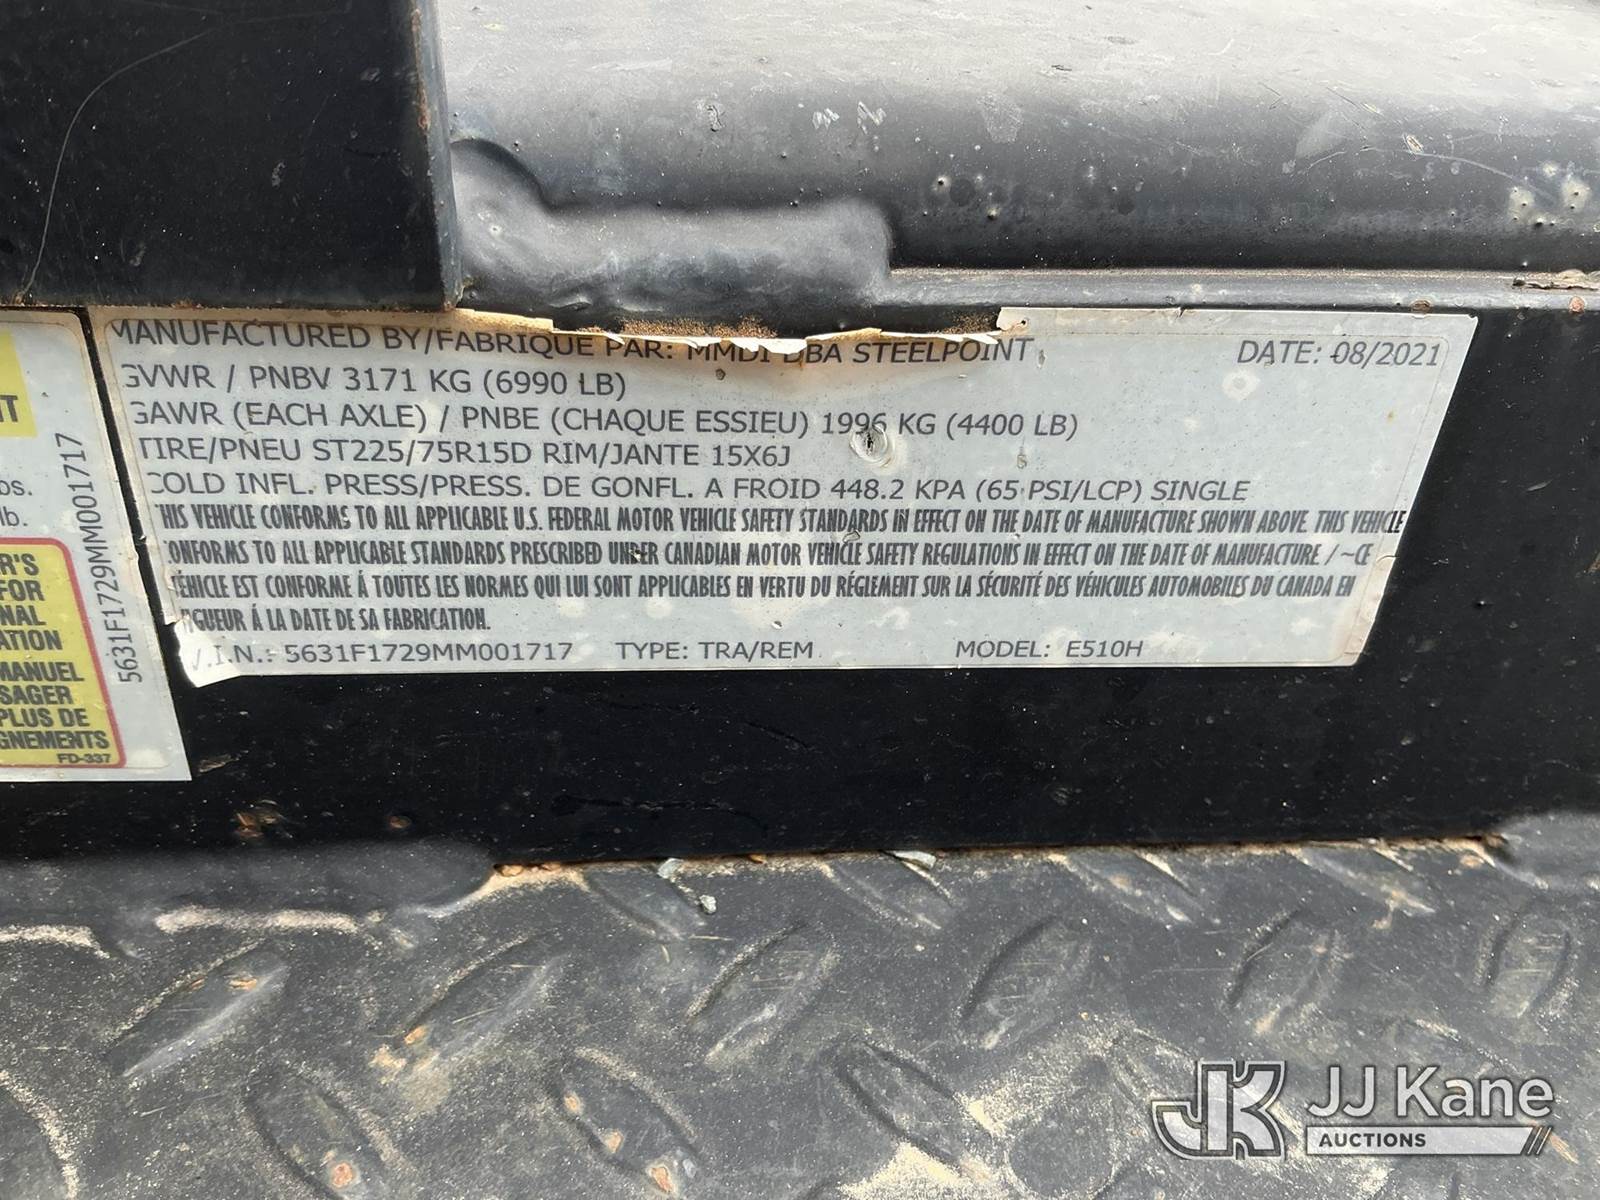 MANUFACTURED BY/FABRIQUE PAR: MMDI DBA STEELPOINT DATE: 08/2021
GVWR / PNBV 3171 KG (6990 LB)
GAWR (EACH AXLE) / PNBE (CHAQUE ESSIEU) 1996 KG (4400 LB)
TIRE/PNEU ST225/75R15D RIM/JANTE 15X6J
COLD INFL. PRESS/PRESS. DE GONFL. A FROID 448.2 KPA (65 PSI/LCP) SINGLE
THIS VEHICLE CONFORMS TO ALL APPLICABLE U.S. FEDERAL MOTOR VEHICLE SAFETY STANDARDS IN EFFECT ON THE DATE OF MANUFACTURE SHOWN ABOVE. THIS VEHICLE
CONFORMS TO ALL APPLICABLE STANDARDS PRESCRIBED UNDER CANADIAN MOTOR VEHICLE SAFETY REGULATIONS IN EFFECT ON THE DATE OF MANUFACTURE / ~CE
VÉHICLE EST CONFORME Á TOUTES LES NORMES QUI LUI SONT APPLICABLES EN VERTU DU RÉGLEMENT SUR LA SÉCURITÉ DES VÉHICULES AUTOMOBILES DU CANADA EN
VIGUEUR Á LA DATE DE SA FABRICATION.
V.I.N.: 5631F1729MM001717 TYPE: TRA/REM MODEL: E510H
5631F1729MM001717
lb.
R'S
FOR
NAL
ATION
MANUEL
SAGER
PLUS DE
GNEMENTS
FD-337
JK JJ Kane
AUCTIONS